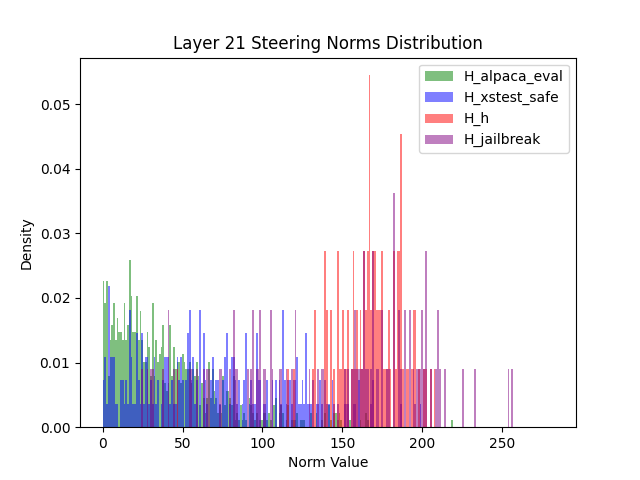 Layer 21 Steering Norms Distribution
H_alpaca_eval
H_xstest_safe
H_h
H_jailbreak
Density
0.05
0.04
0.03
0.02
0.01
0.00
0 50 100 150 200 250
Norm Value